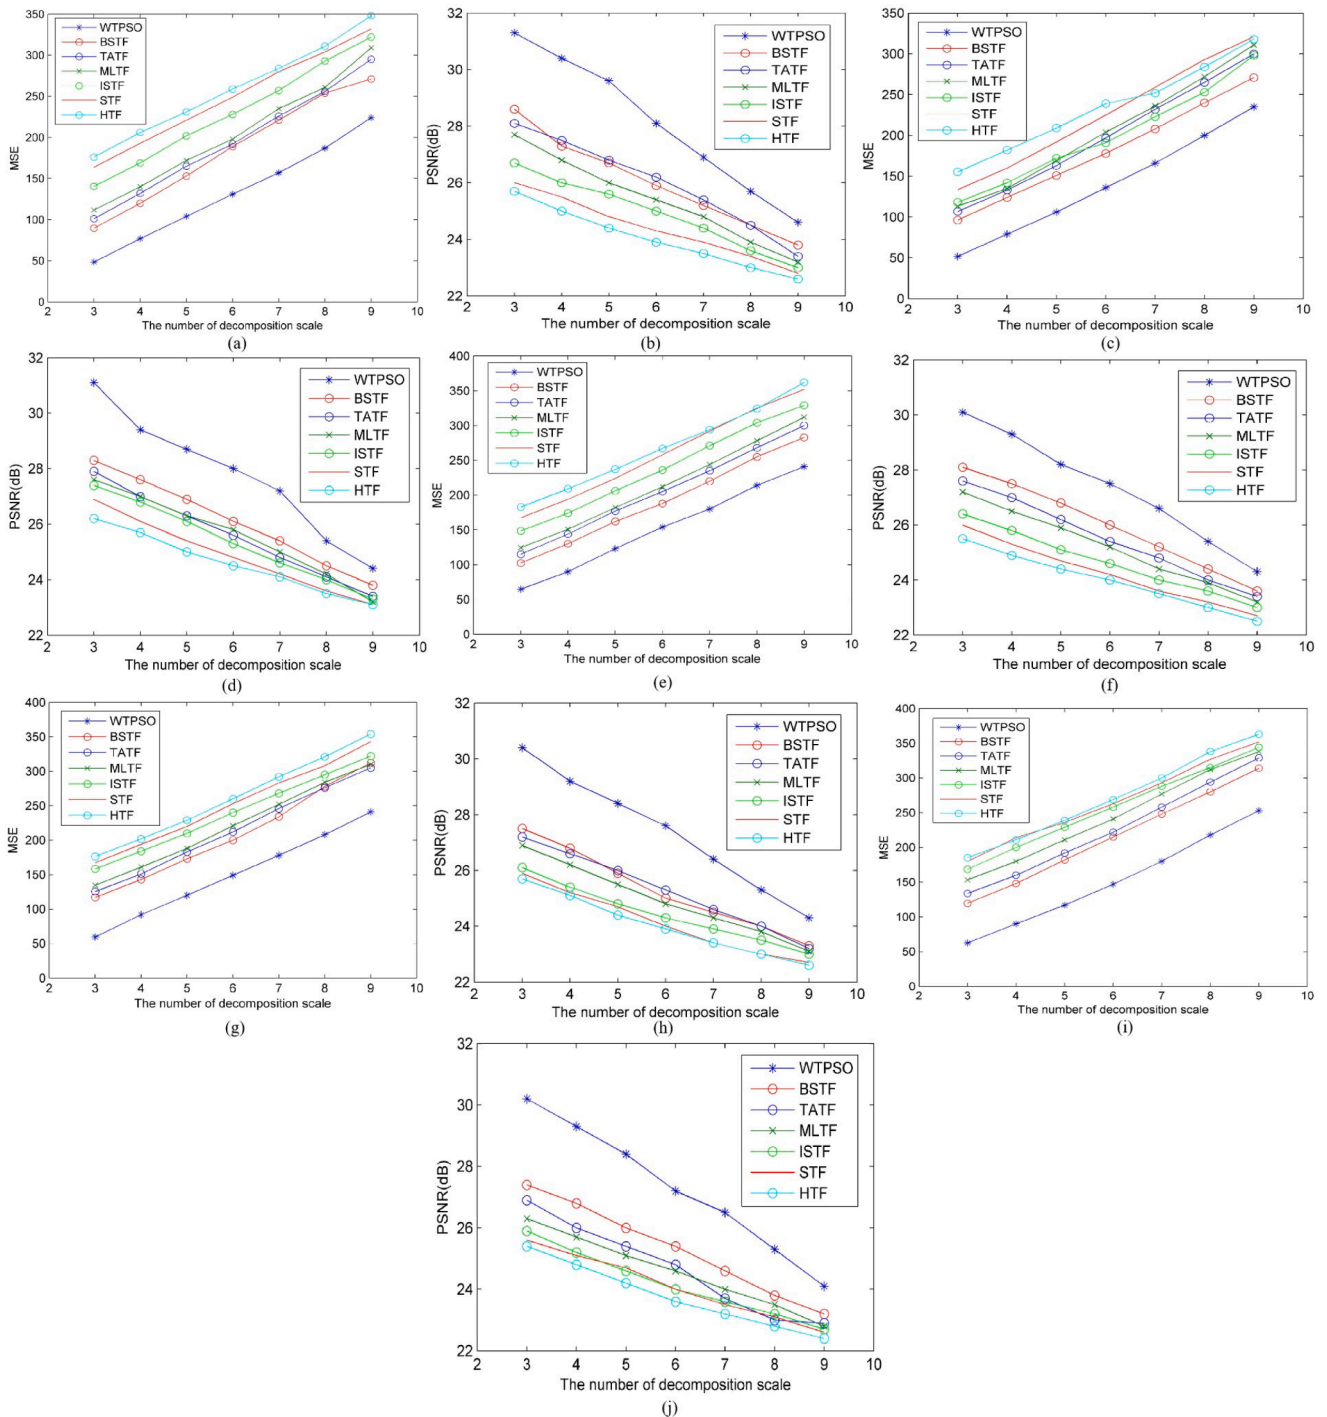 350
300
250
200
150
100
50
0
MSE
WTPSO
BSTF
TATF
MLTF
ISTF
STF
HTF
2 3 4 5 6 7 8 9 10
The number of decomposition scale
(a)
32
30
28
26
24
22
PSNR(dB)
WTPSO
BSTF
TATF
MLTF
ISTF
STF
HTF
2 3 4 5 6 7 8 9 10
The number of decomposition scale
(b)
350
300
250
200
150
100
50
0
MSE
WTPSO
BSTF
TATF
MLTF
ISTF
STF
HTF
2 3 4 5 6 7 8 9 10
The number of decomposition scale
(c)
32
30
28
26
24
22
PSNR(dB)
WTPSO
BSTF
TATF
MLTF
ISTF
STF
HTF
2 3 4 5 6 7 8 9 10
The number of decomposition scale
(d)
400
350
300
250
200
150
100
50
0
MSE
WTPSO
BSTF
TATF
MLTF
ISTF
STF
HTF
2 3 4 5 6 7 8 9 10
The number of decomposition scale
(e)
32
30
28
26
24
22
PSNR(dB)
WTPSO
BSTF
TATF
MLTF
ISTF
STF
HTF
2 3 4 5 6 7 8 9 10
The number of decomposition scale
(f)
400
350
300
250
200
150
100
50
0
MSE
WTPSO
BSTF
TATF
MLTF
ISTF
STF
HTF
2 3 4 5 6 7 8 9 10
The number of decomposition scale
(g)
32
30
28
26
24
22
PSNR(dB)
WTPSO
BSTF
TATF
MLTF
ISTF
STF
HTF
2 3 4 5 6 7 8 9 10
The number of decomposition scale
(h)
400
350
300
250
200
150
100
50
0
MSE
WTPSO
BSTF
TATF
MLTF
ISTF
STF
HTF
2 3 4 5 6 7 8 9 10
The number of decomposition scale
(i)
32
30
28
26
24
22
PSNR(dB)
WTPSO
BSTF
TATF
MLTF
ISTF
STF
HTF
2 3 4 5 6 7 8 9 10
The number of decomposition scale
(j)